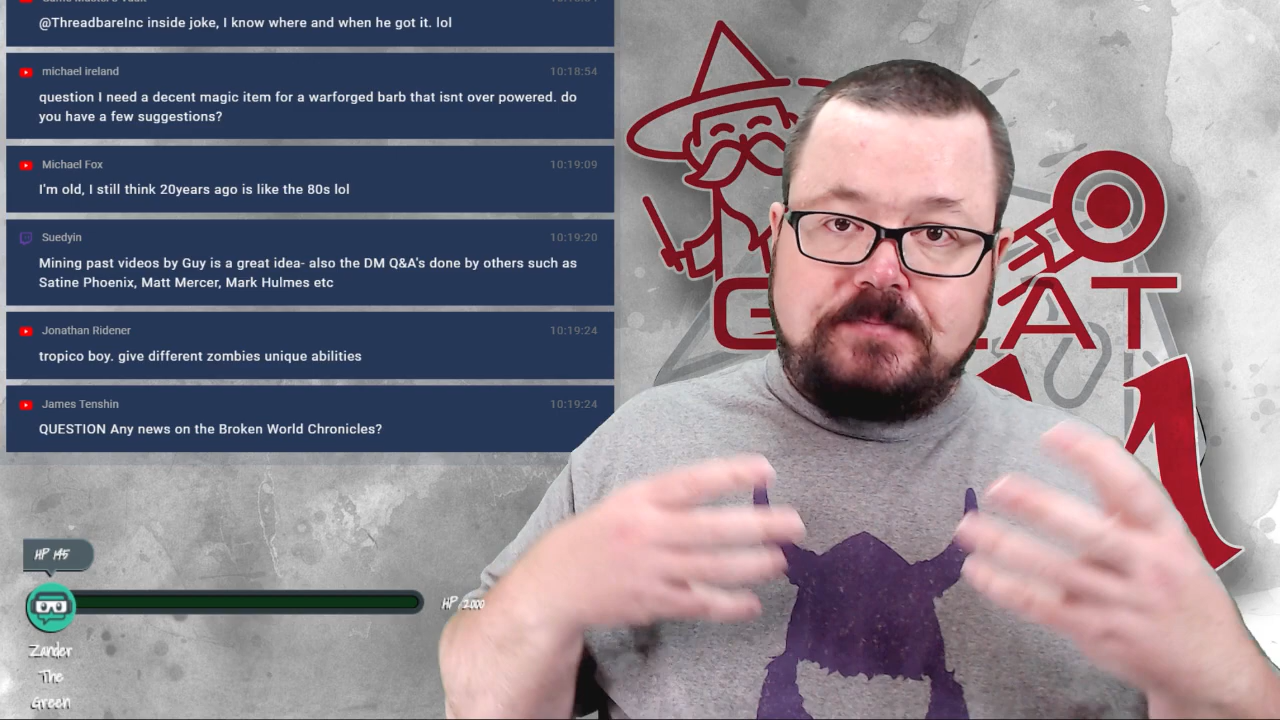 @ThreadbareInc inside joke, I know where and when he got it. lol
michael ireland
10:18:54
question I need a decent magic item for a warforged barb that isnt over powered. do
you have a few suggestions?
Michael Fox
10:19:09
I'm old, I still think 20years ago is like the 80s lol
Suedyin
10:19:20
Mining past videos by Guy is a great idea- also the DM Q&A's done by others such as
Satine Phoenix, Matt Mercer, Mark Hulmes etc
Jonathan Ridener
10:19:24
tropico boy. give different zombies unique abilities
James Tenshin
10:19:24
QUESTION Any news on the Broken World Chronicles?
HP 195
HP 2000
Zander
The
Green